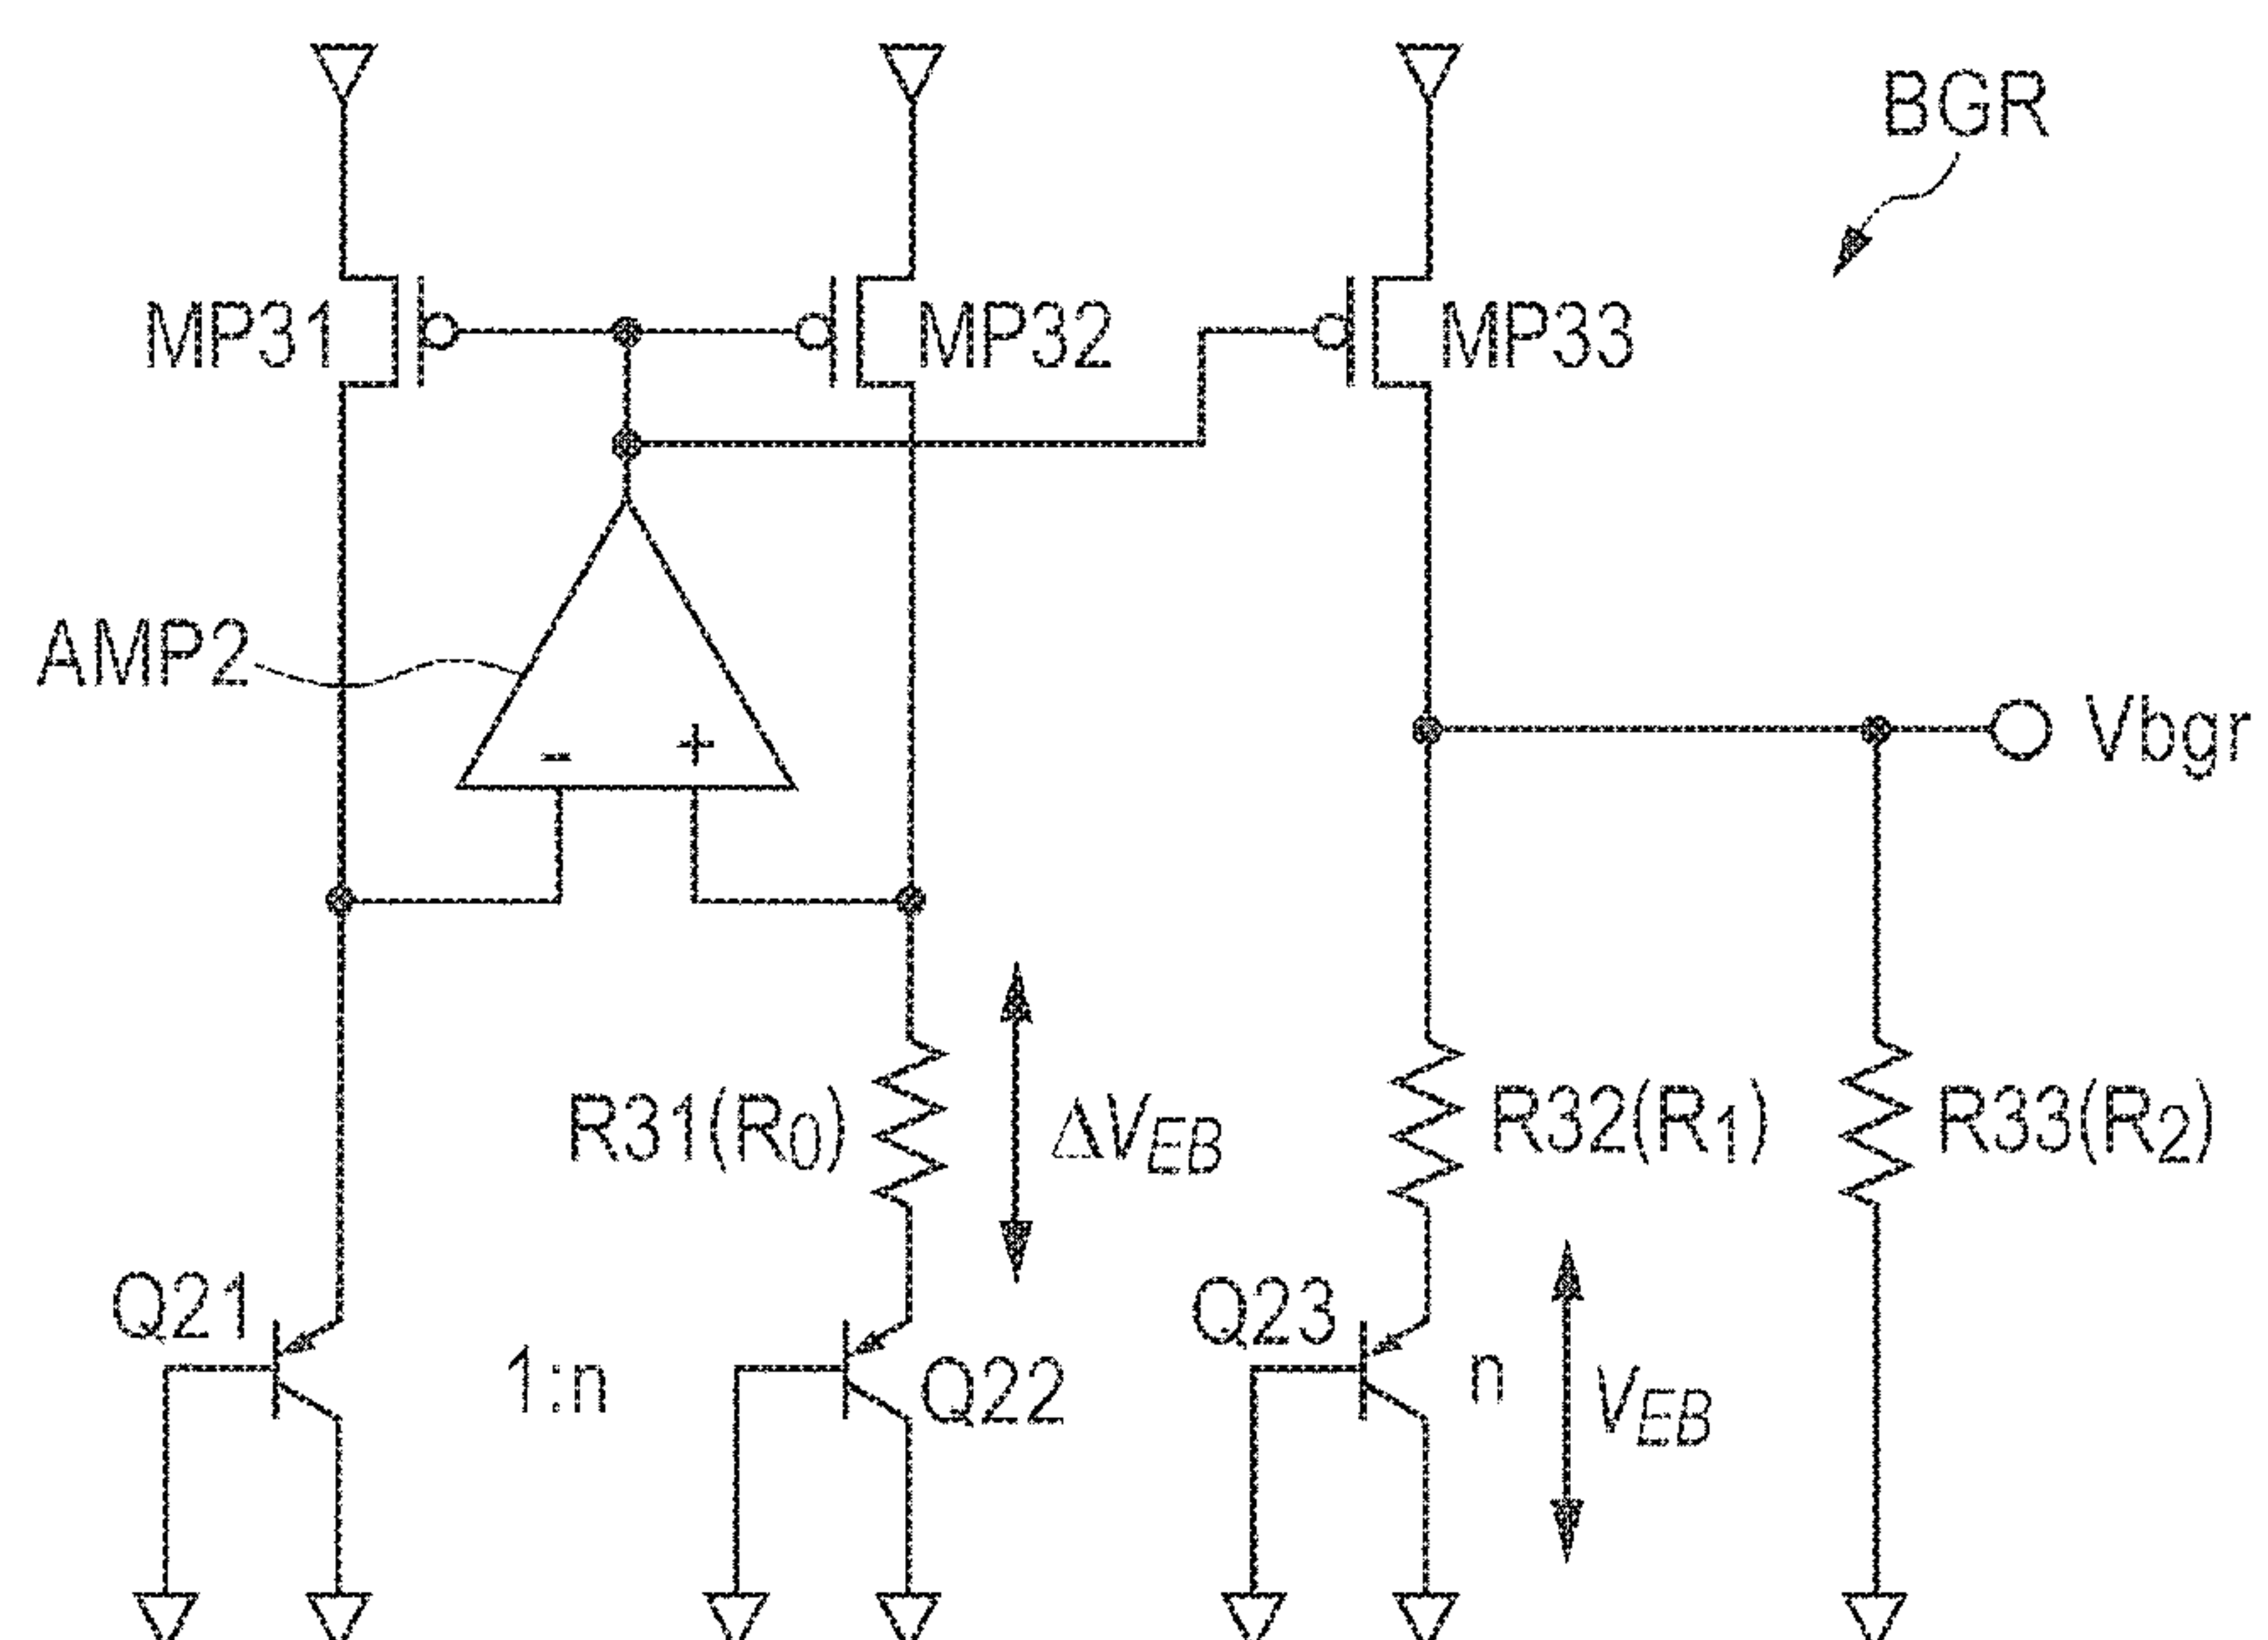 BGR
MP31
MP32
MP33
AMP2
- +
Vbgr
R31(R0)
ΔVEB
R32(R1)
R33(R2)
Q21
1:n
Q22
Q23
n
VEB